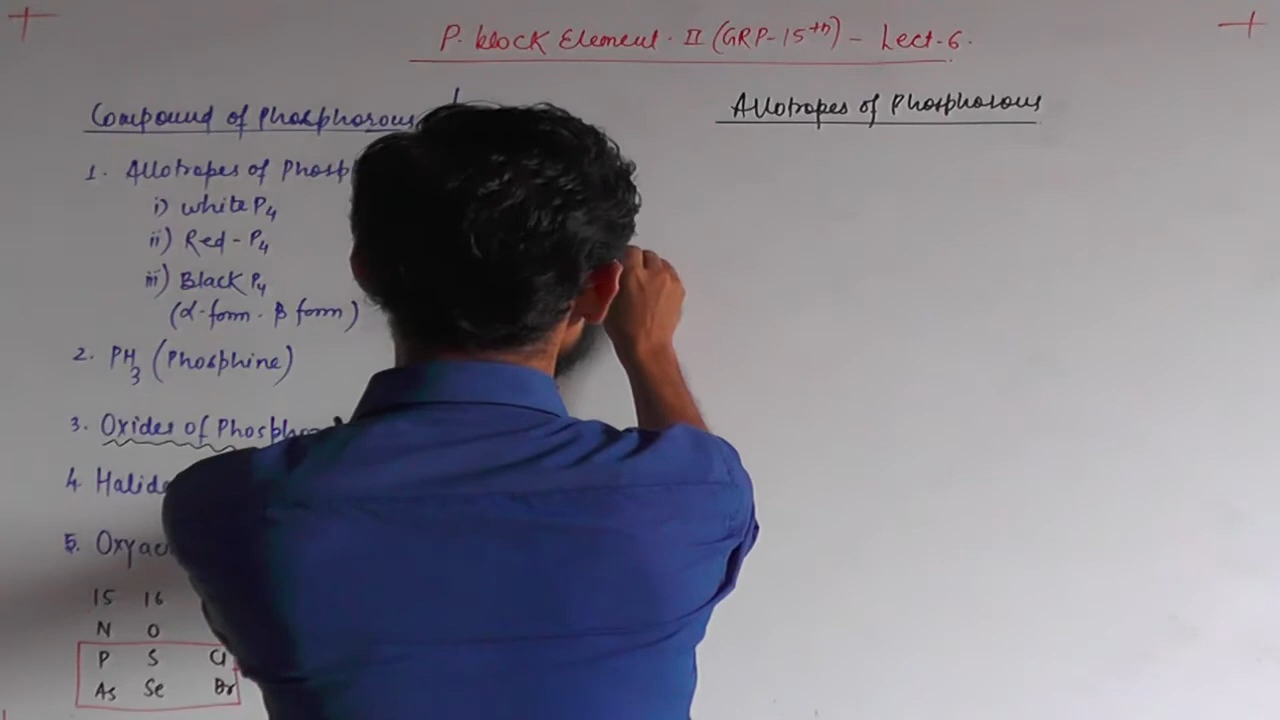 P-block Element-II (GRP-15th) - Lect-6.
Compound of Phosphorous
1. Allotropes of
i) white P4
ii) Red-P4
iii) Black P4
(α-form - β form)
2. PH3 (Phosphine)
3. Oxides of
4.
5.
15 16
N O
P S Cl
As Se Br
Allotropes of Phosphorous